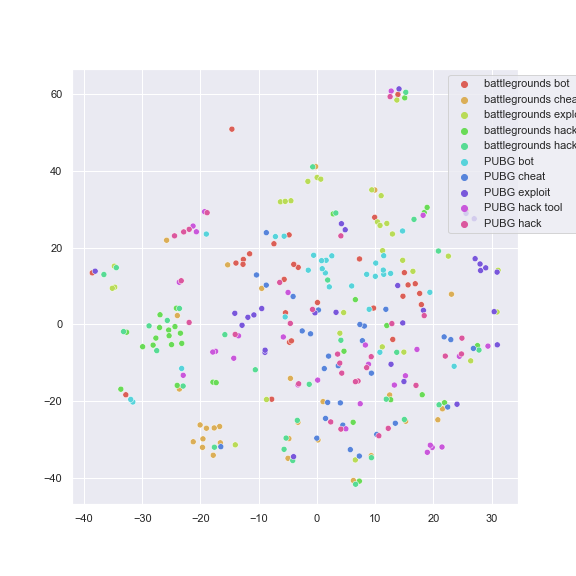 battlegrounds bot
battlegrounds chea
battlegrounds explo
battlegrounds hack
battlegrounds hack
PUBG bot
PUBG cheat
PUBG exploit
PUBG hack tool
PUBG hack
60
40
20
0
−20
−40
−40 −30 −20 −10 0 10 20 30